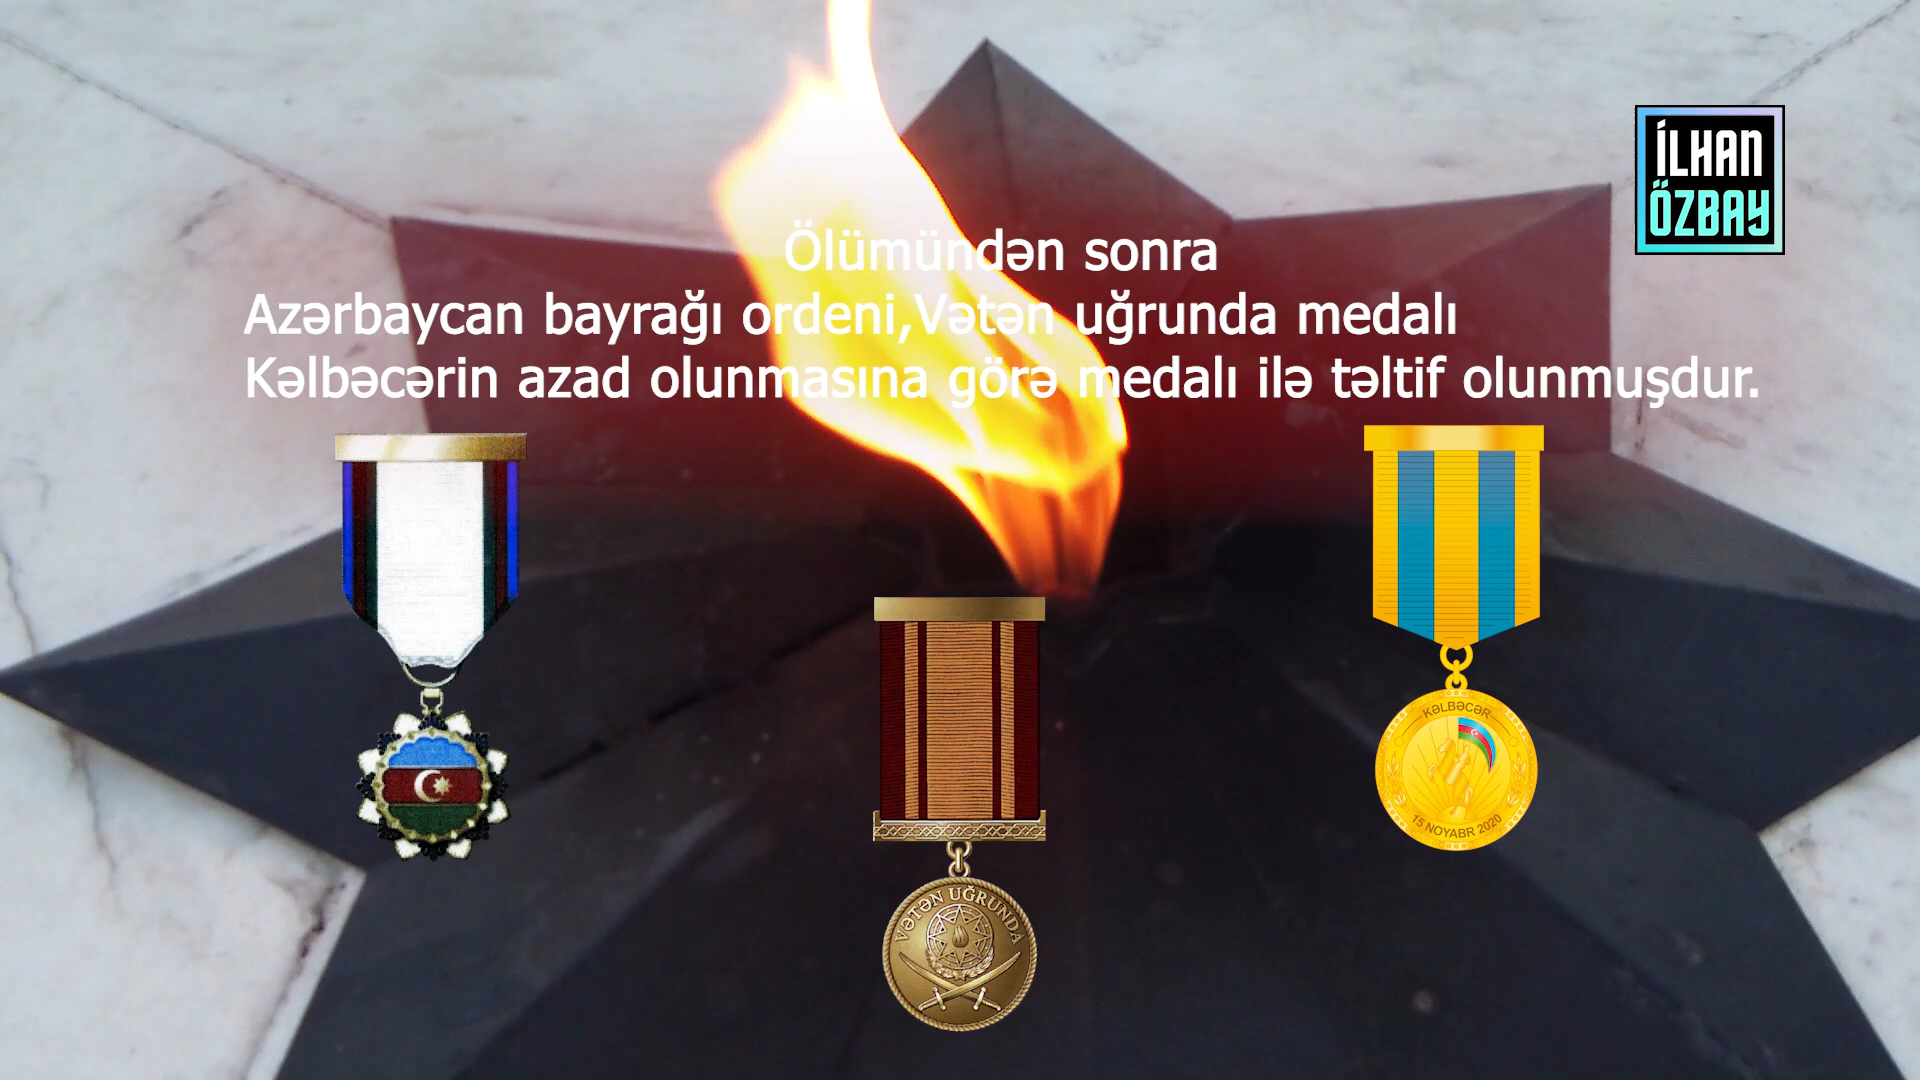 İLHAN
ÖZBAY
Ölümündən sonra
Azərbaycan bayrağı ordeni,Vətən uğrunda medalı
Kəlbəcərin azad olunmasına görə medalı ilə təltif olunmuşdur.
KƏLBƏCƏR
15 NOYABR 2020
VƏTƏN UĞRUNDA